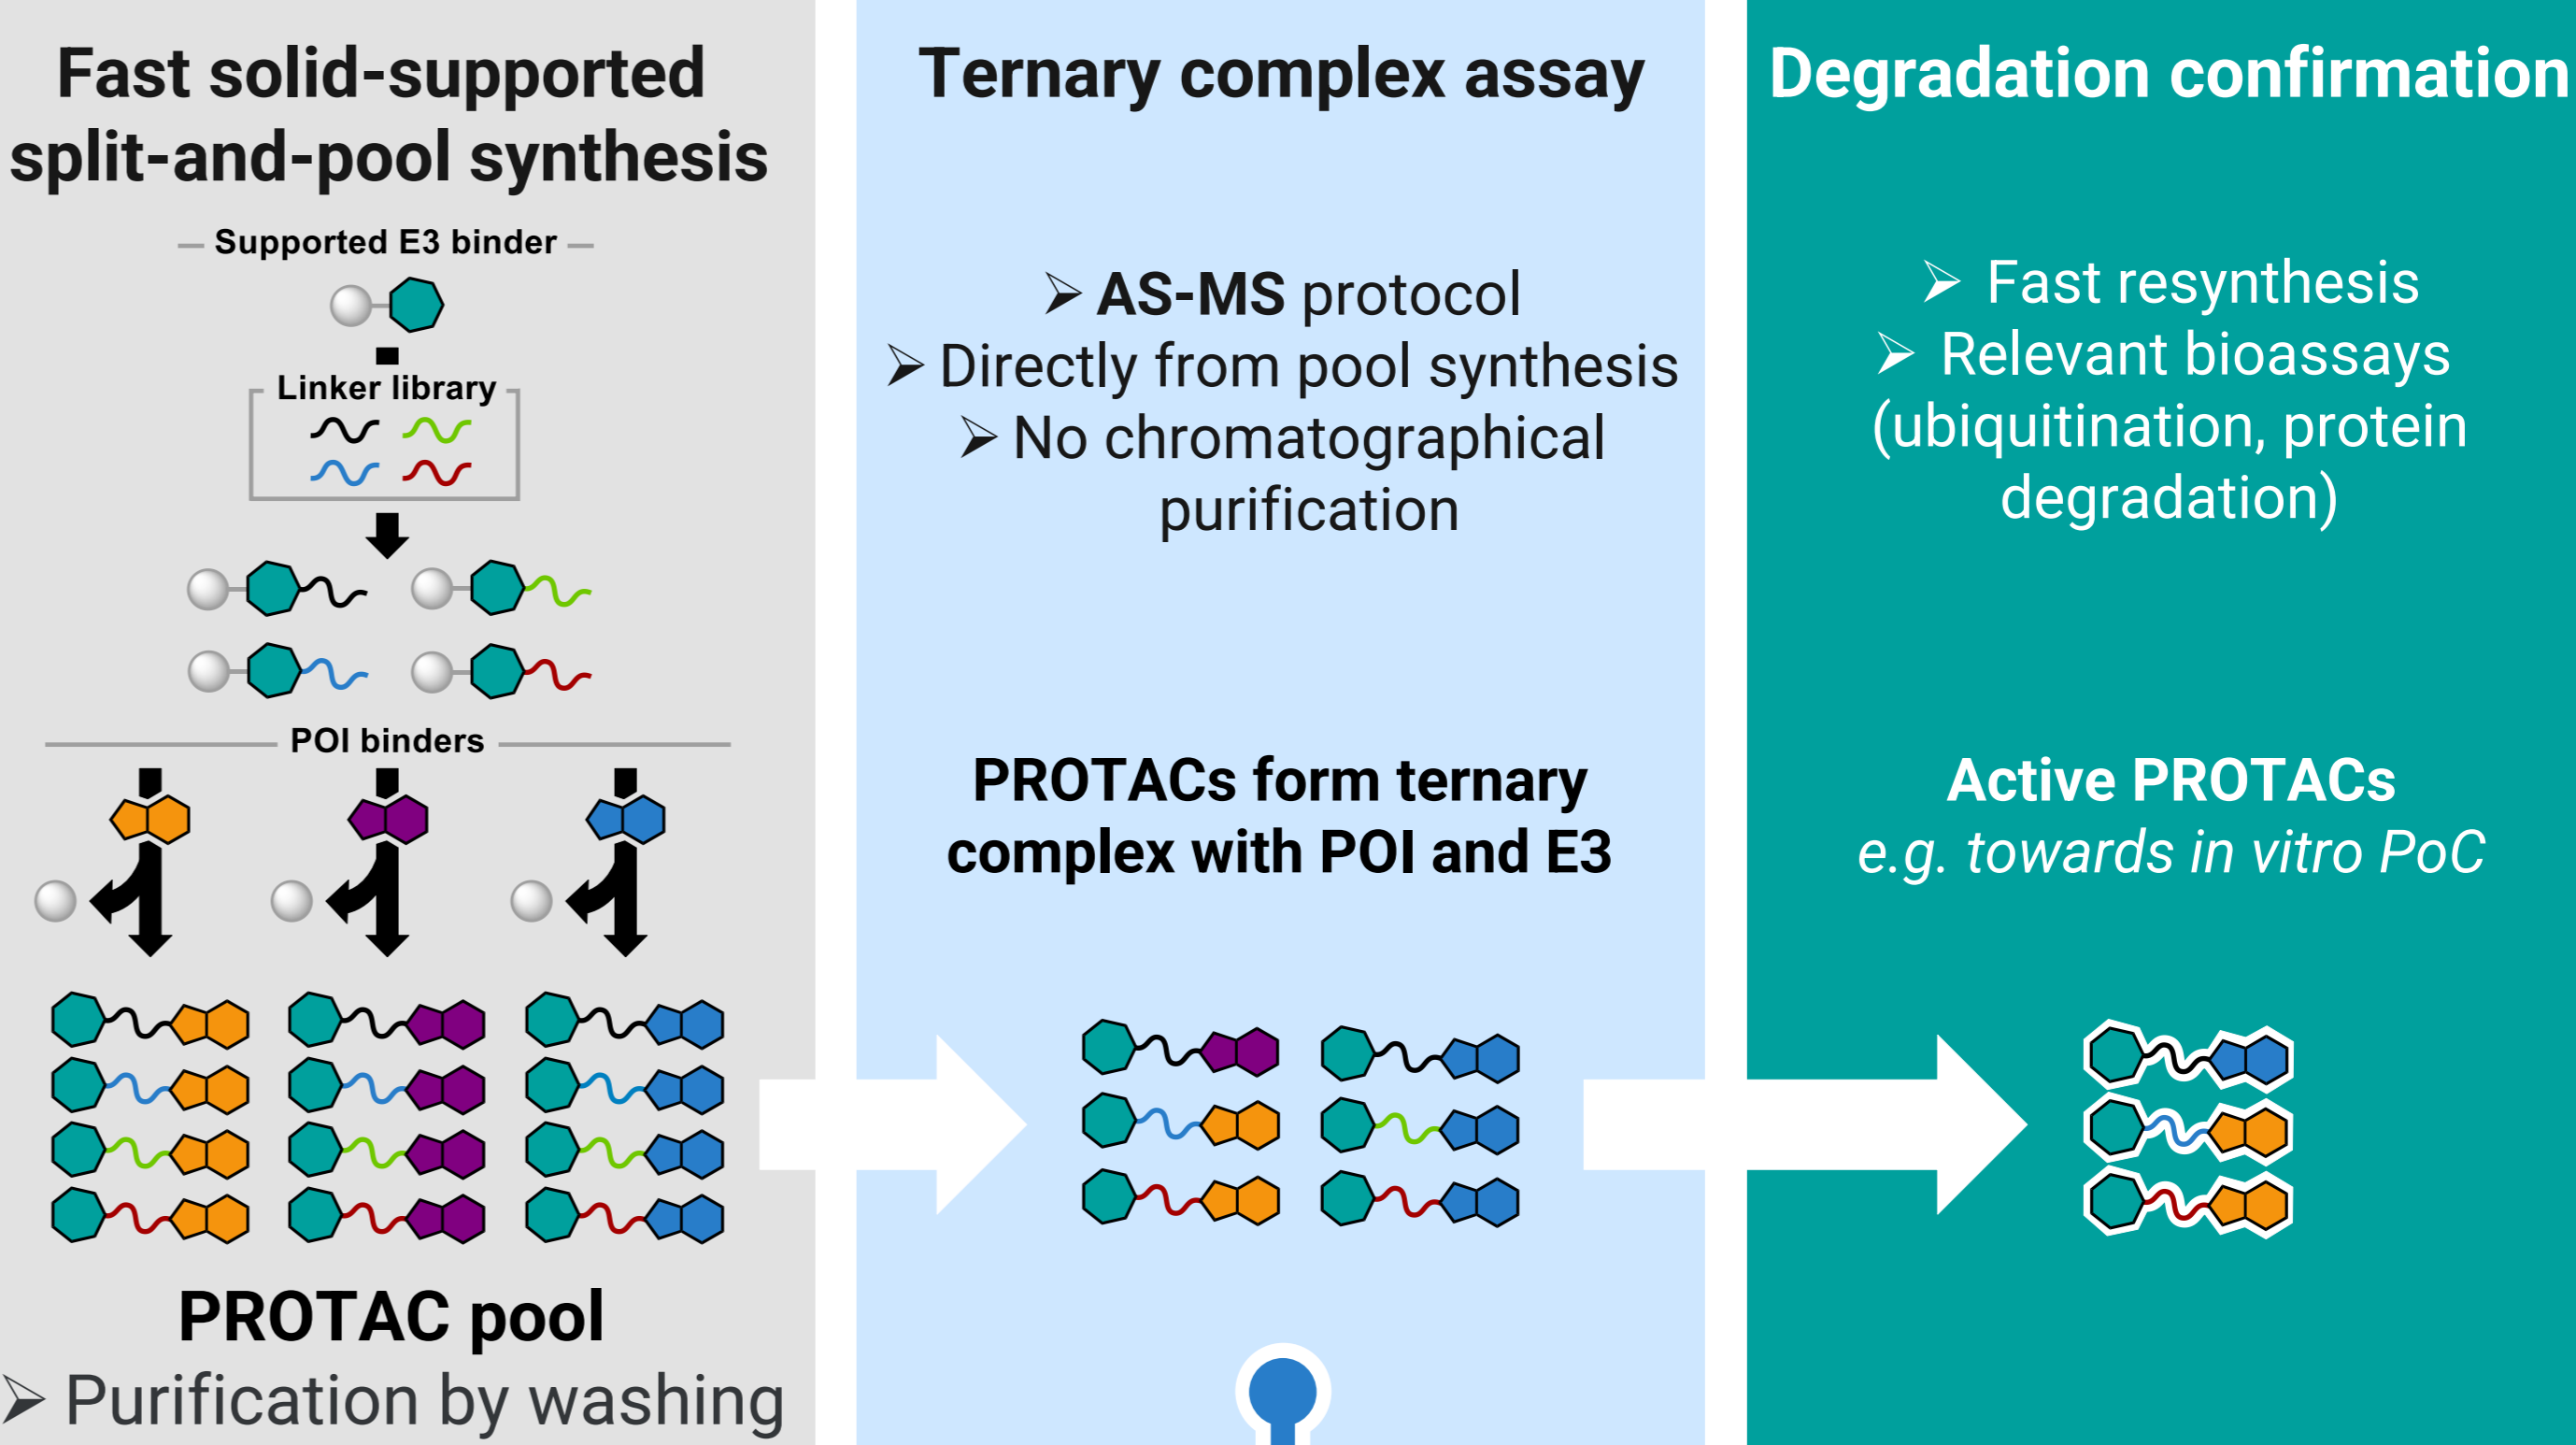 Fast solid-supported
split-and-pool synthesis
Supported E3 binder
Linker library
POI binders
PROTAC pool
➢ Purification by washing
Ternary complex assay
➢ AS-MS protocol
➢ Directly from pool synthesis
➢ No chromatographical
purification
PROTACs form ternary
complex with POI and E3
Degradation confirmation
➢ Fast resynthesis
➢ Relevant bioassays
(ubiquitination, protein
degradation)
Active PROTACs
e.g. towards in vitro PoC